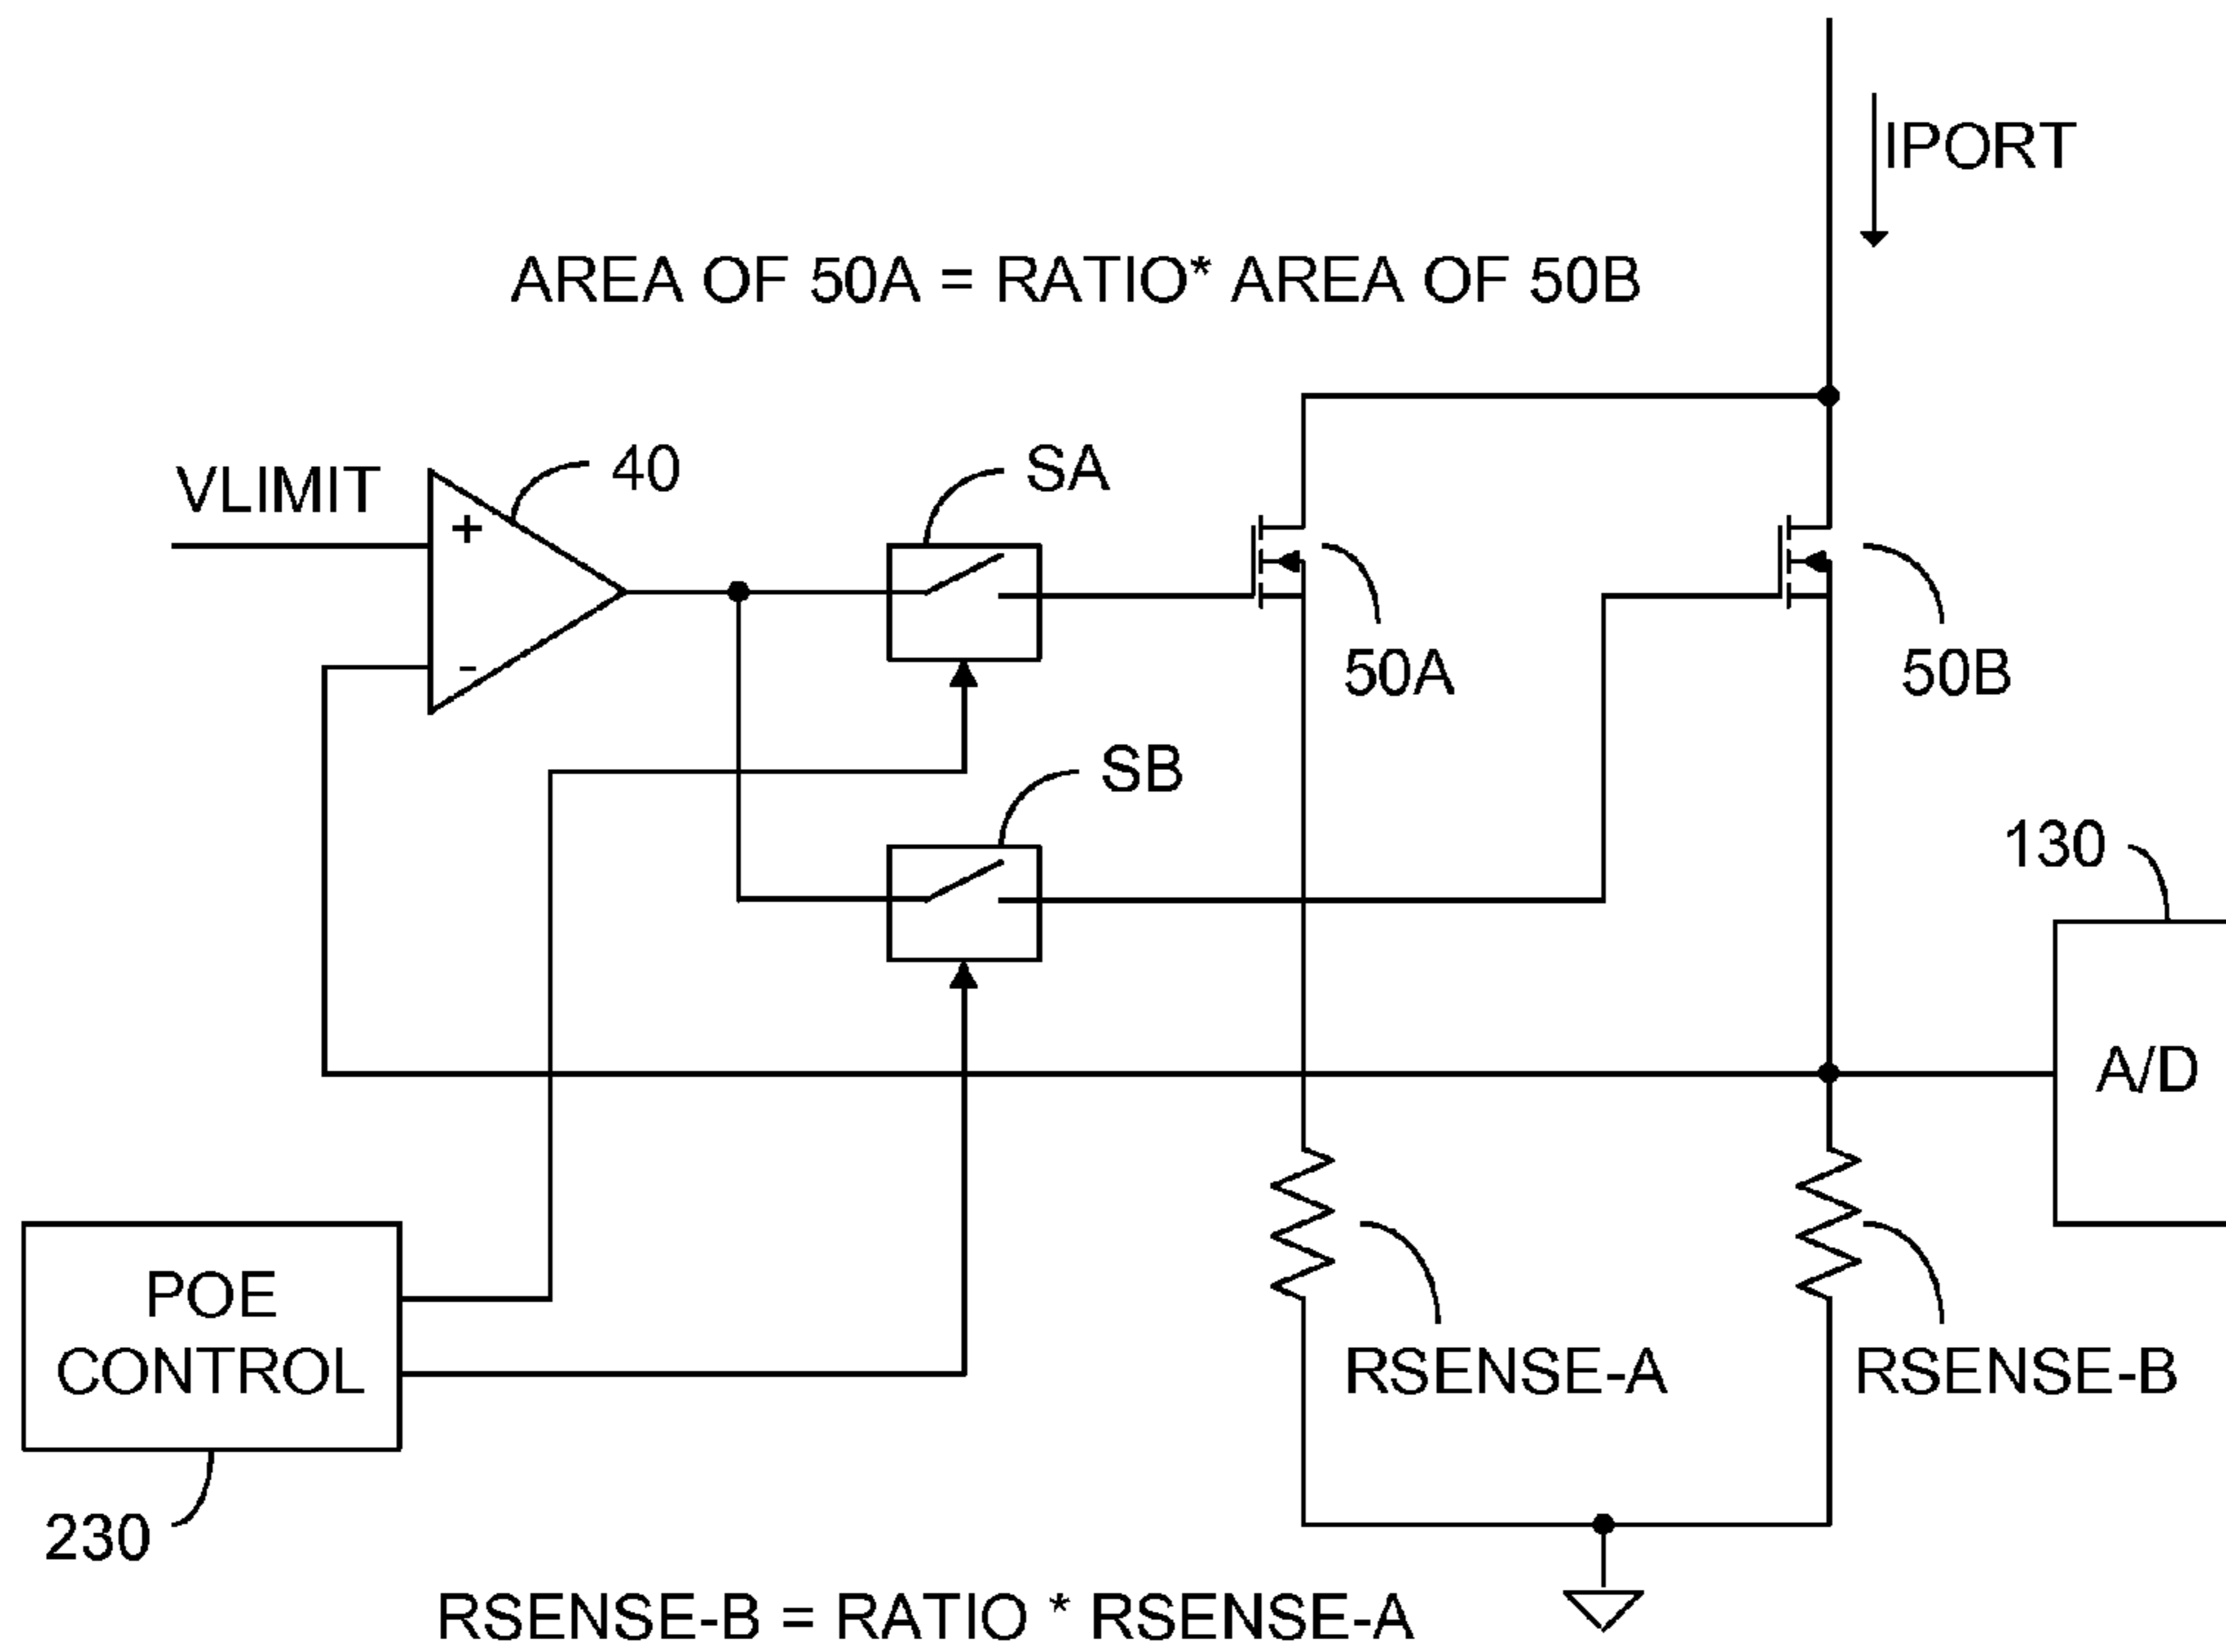 IPORT
AREA OF 50A = RATIO* AREA OF 50B
VLIMIT
40
SA
+
-
50A
50B
SB
130
A/D
POE
CONTROL
RSENSE-A
RSENSE-B
230
RSENSE-B = RATIO * RSENSE-A